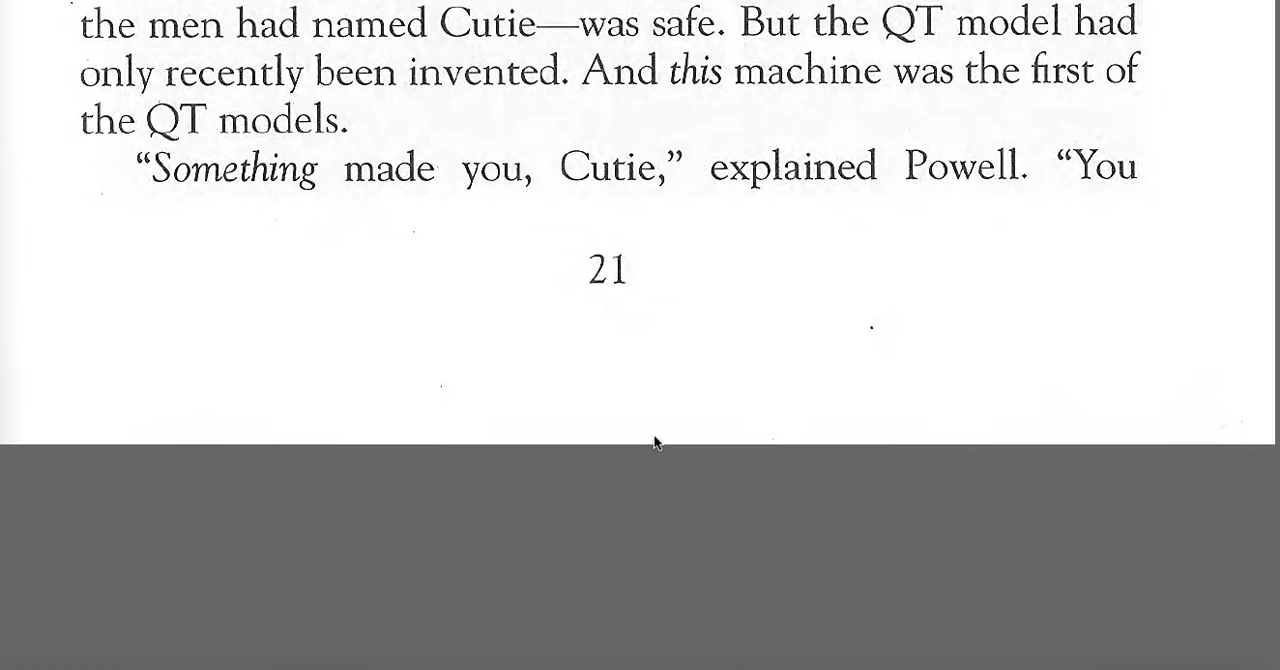 the men had named Cutie—was safe. But the QT model had
only recently been invented. And this machine was the first of
the QT models.
“Something made you, Cutie,” explained Powell. “You
21